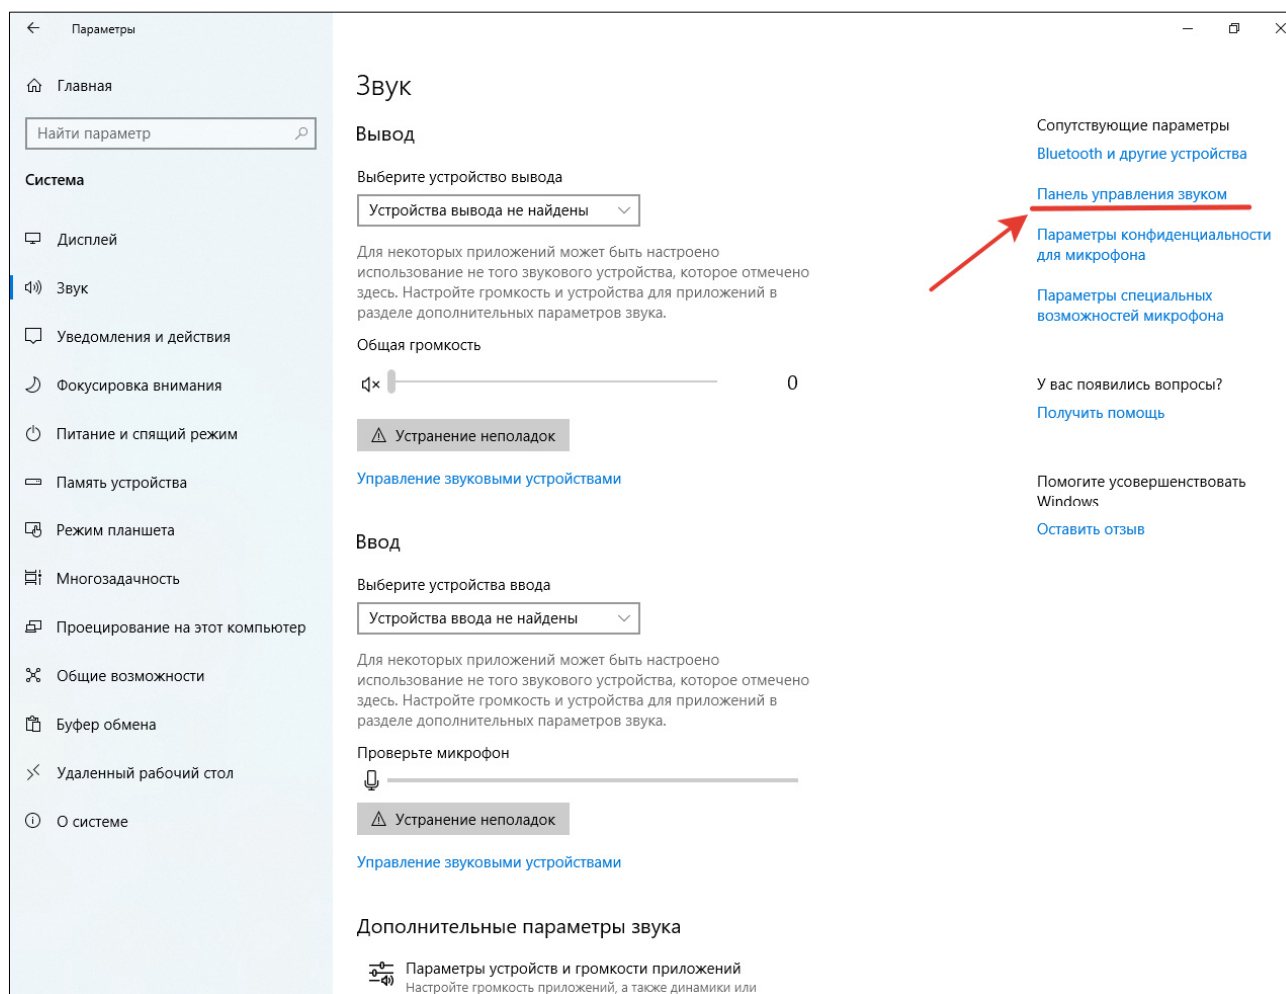 Параметры
Главная
Найти параметр
Система
Дисплей
Звук
Уведомления и действия
Фокусировка внимания
Питание и спящий режим
Память устройства
Режим планшета
Многозадачность
Проецирование на этот компьютер
Общие возможности
Буфер обмена
Удаленный рабочий стол
О системе
Звук
Вывод
Выберите устройство вывода
Устройства вывода не найдены
Для некоторых приложений может быть настроено
использование не того звукового устройства, которое отмечено
здесь. Настройте громкость и устройства для приложений в
разделе дополнительных параметров звука.
Общая громкость
0
Устранение неполадок
Управление звуковыми устройствами
Ввод
Выберите устройства ввода
Устройства ввода не найдены
Для некоторых приложений может быть настроено
использование не того звукового устройства, которое отмечено
здесь. Настройте громкость и устройства для приложений в
разделе дополнительных параметров звука.
Проверьте микрофон
Устранение неполадок
Управление звуковыми устройствами
Дополнительные параметры звука
Параметры устройств и громкости приложений
Настройте громкость приложений, а также динамики или
Сопутствующие параметры
Bluetooth и другие устройства
Панель управления звуком
Параметры конфиденциальности
для микрофона
Параметры специальных
возможностей микрофона
У вас появились вопросы?
Получить помощь
Помогите усовершенствовать
Windows
Оставить отзыв